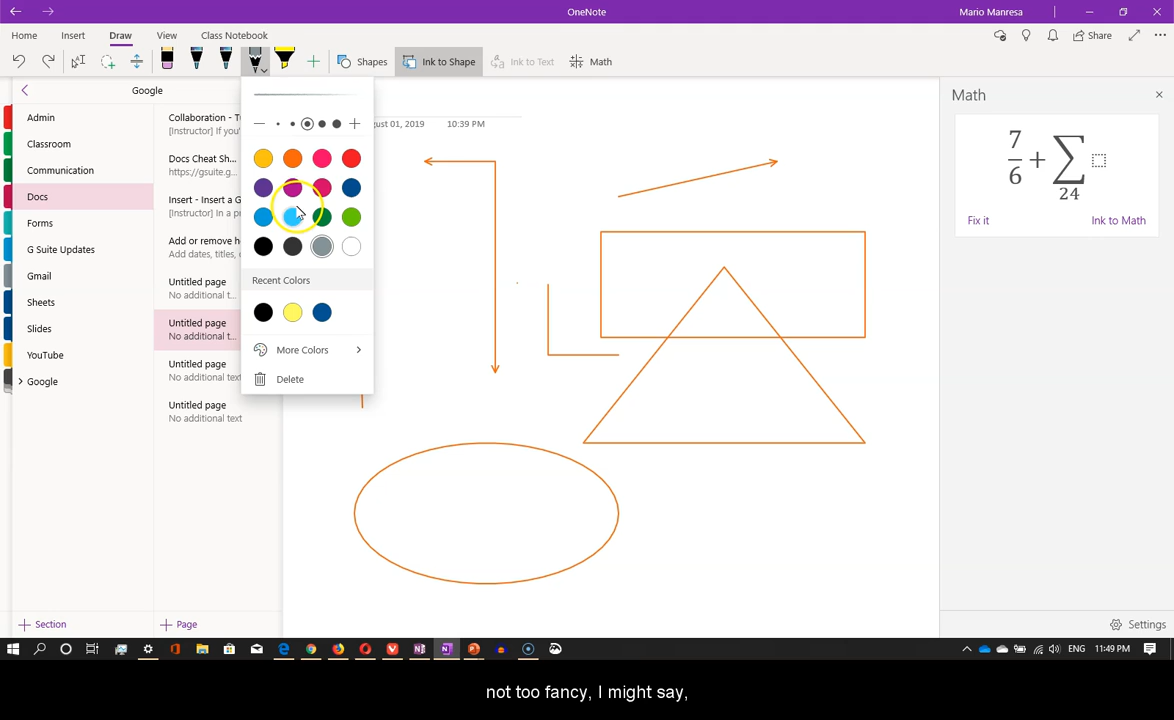 OneNote
Mario Manresa
Home
Insert
Draw
View
Class Notebook
Share
Shapes
Ink to Shape
Ink to Text
Math
Google
Admin
Classroom
Communication
Docs
Forms
G Suite Updates
Gmail
Sheets
Slides
YouTube
Google
Section
Collaboration - T
[Instructor] If you'
Docs Cheat Sh...
https://gsuite.g...
Insert - Insert a G
[Instructor] In a pr
Add or remove h
Add dates, titles,
Untitled page
No additional t...
Untitled page
No additional t...
Untitled page
No additional text
Untitled page
No additional text
Page
Recent Colors
More Colors
Delete
ust 01, 2019
10:39 PM
Math
7
6
+
∑
24
Fix it
Ink to Math
Settings
ENG
11:49 PM
not too fancy, I might say,